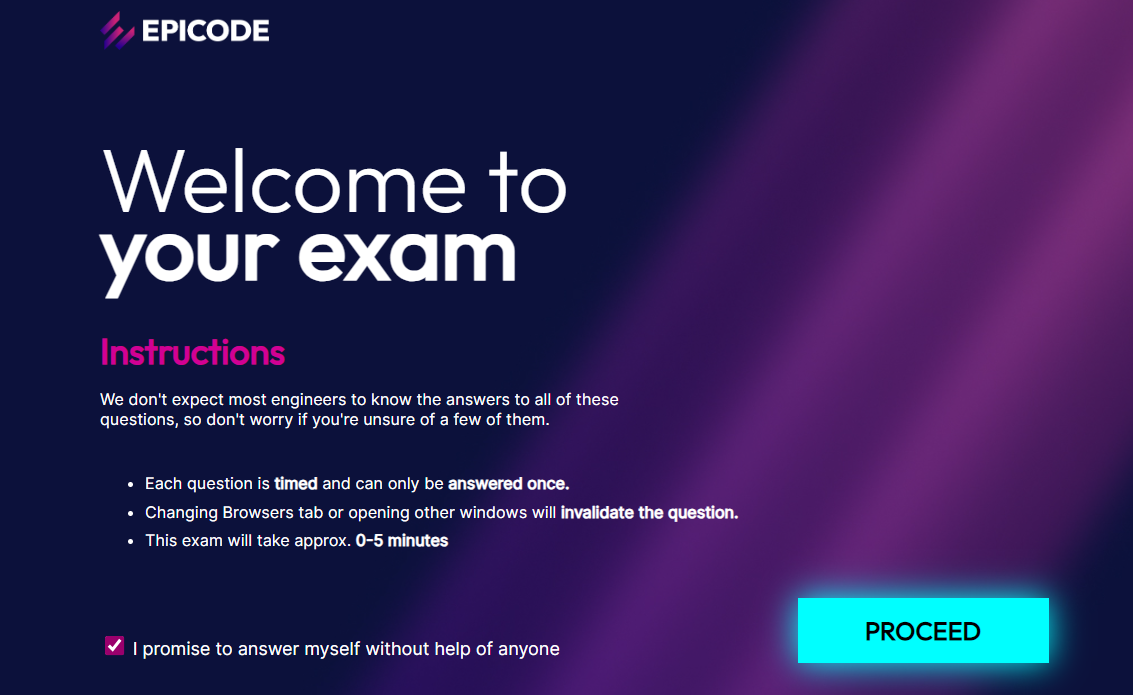 EPICODE
Welcome to
your exam
Instructions
We don't expect most engineers to know the answers to all of these
questions, so don't worry if you're unsure of a few of them.
• Each question is timed and can only be answered once.
• Changing Browsers tab or opening other windows will invalidate the question.
• This exam will take approx. 0-5 minutes
I promise to answer myself without help of anyone
PROCEED